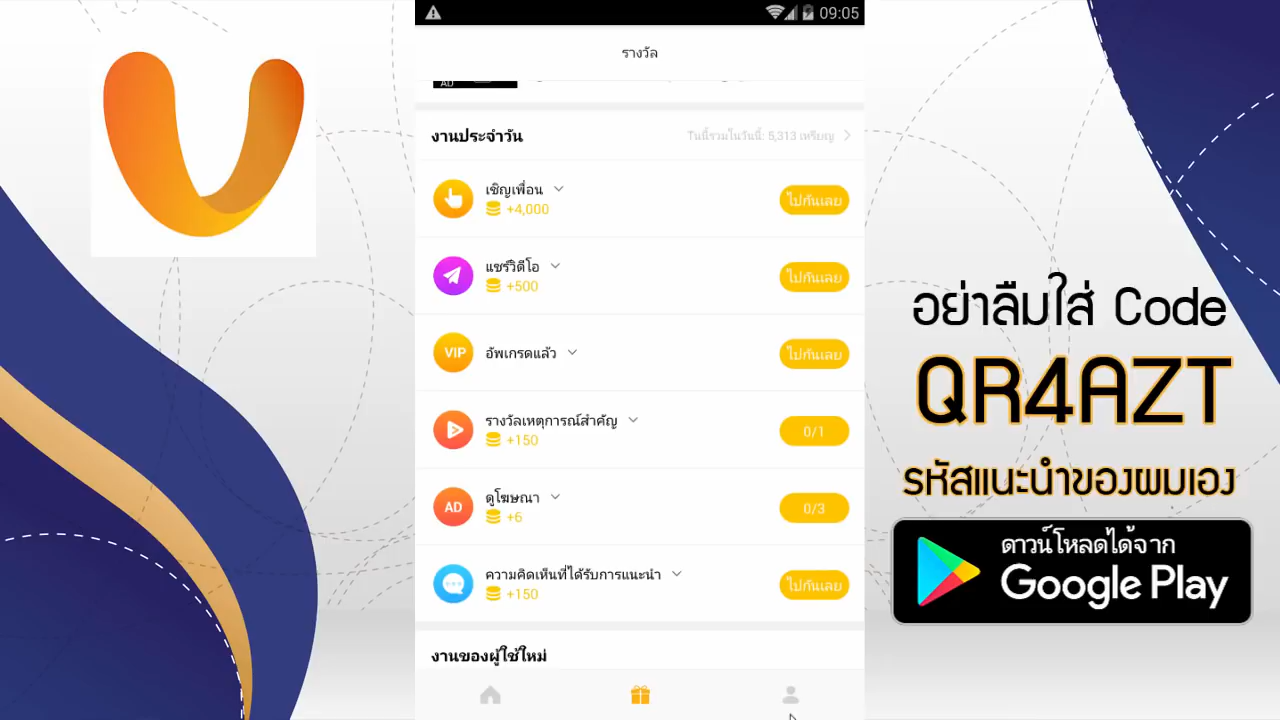 09:05
รางวัล
AD
งานประจำวัน
วันนี้รวมในวันนี้: 5,313 เหรียญ
เชิญเพื่อน
+4,000
ไปกันเลย
แชร์วิดีโอ
+500
ไปกันเลย
VIP
อัพเกรดแล้ว
ไปกันเลย
รางวัลเหตุการณ์สำคัญ
+150
0/1
AD
ดูโฆษณา
+6
0/3
ความคิดเห็นที่ได้รับการแนะนำ
+150
ไปกันเลย
งานของผู้ใช้ใหม่
อย่าลืมใส่ Code
QR4AZT
รหัสแนะนำของผมเอง
ดาวน์โหลดได้จาก
Google Play